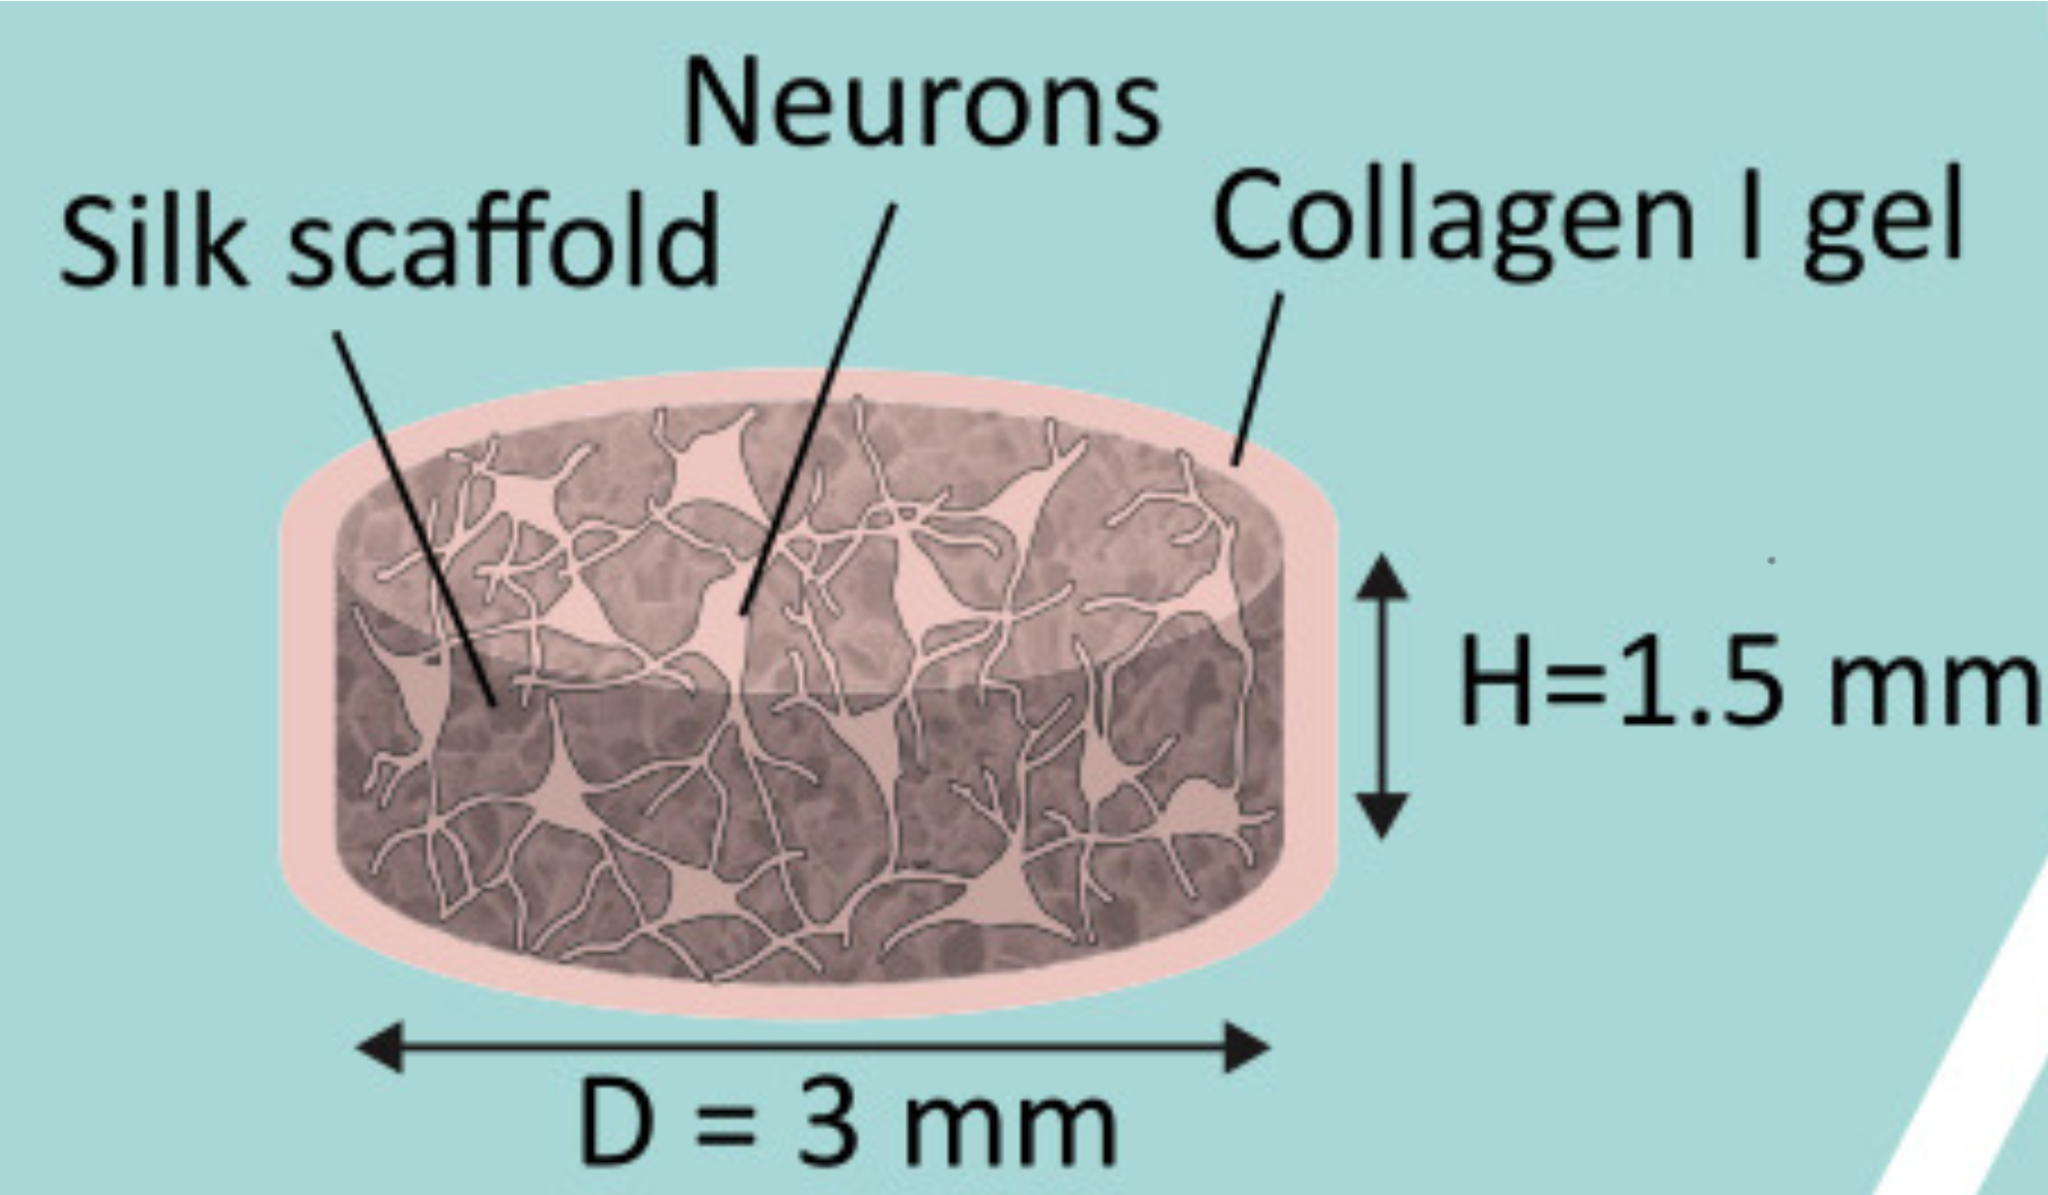 Neurons
Silk scaffold
Collagen I gel
H=1.5 mm
D = 3 mm